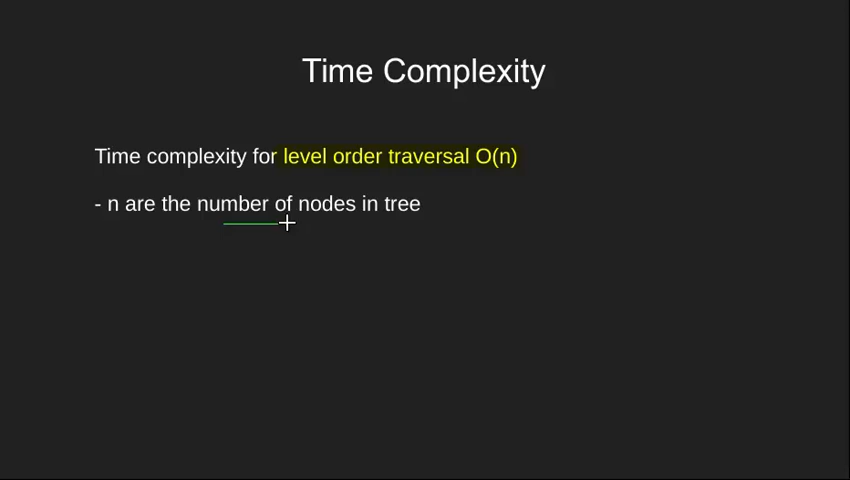 Time Complexity
Time complexity for level order traversal O(n)
- n are the number of nodes in tree